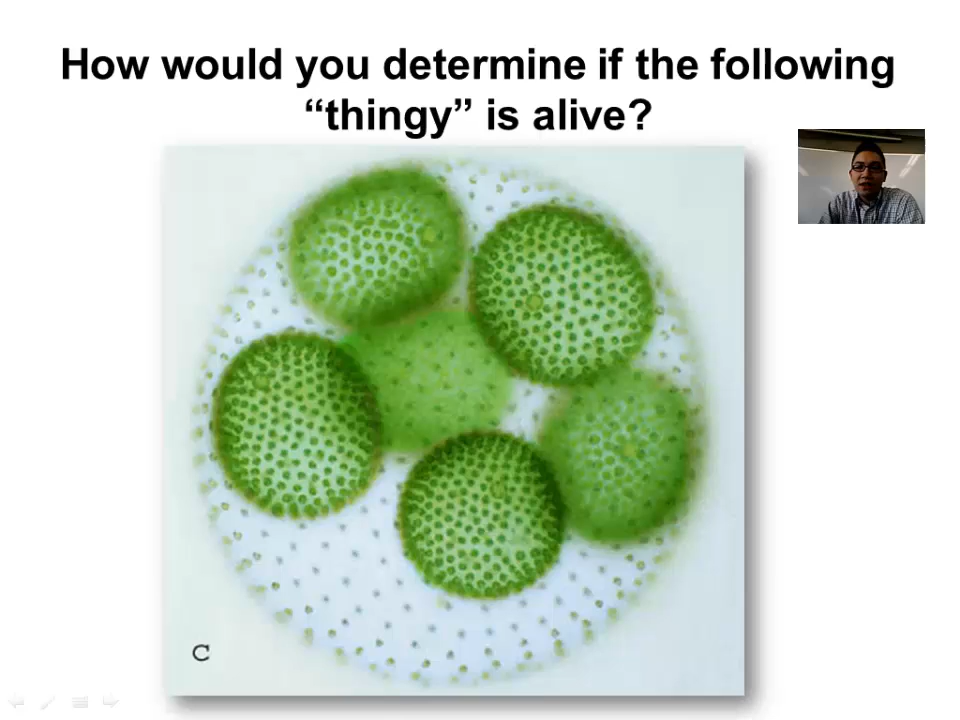 How would you determine if the following
“thingy” is alive?
C